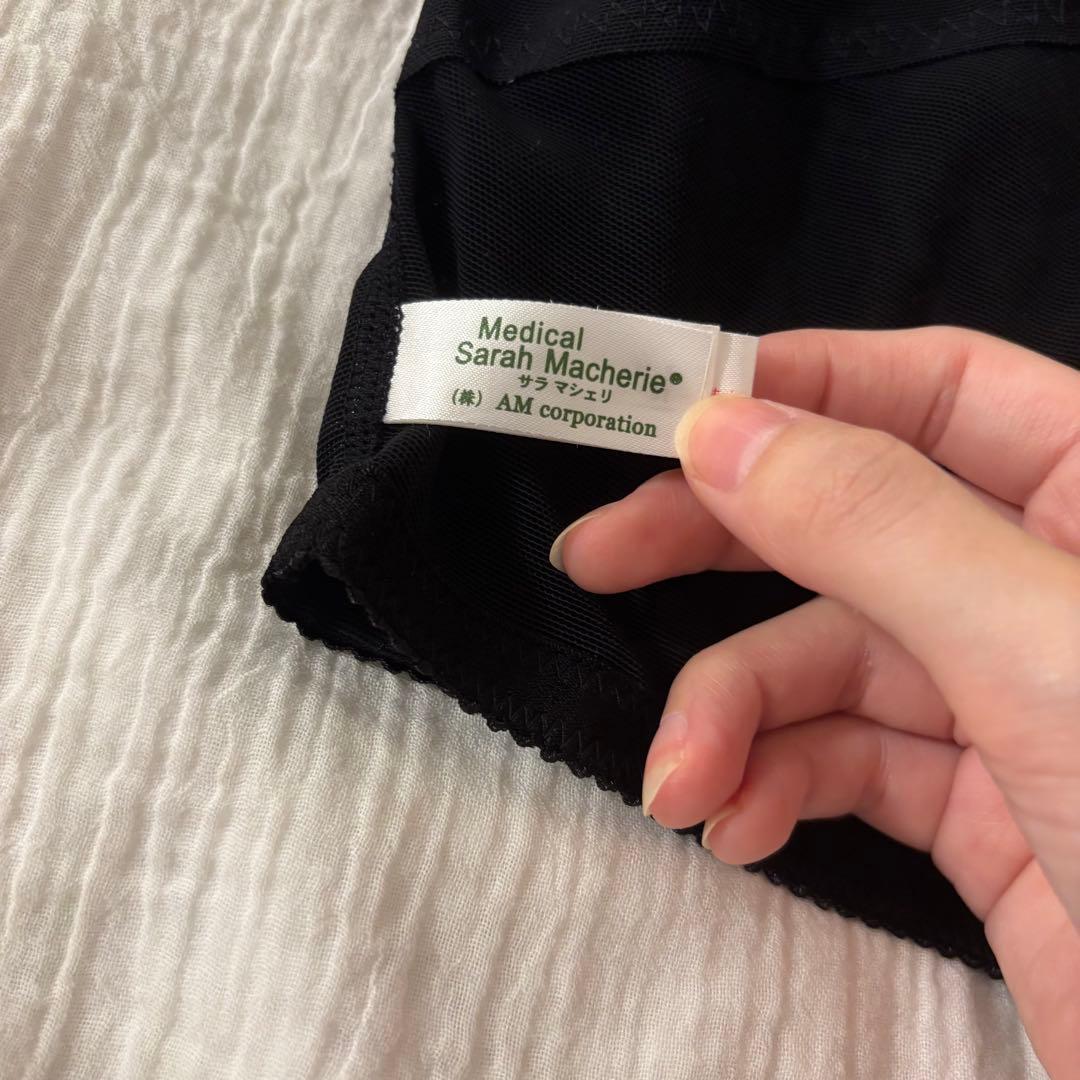 Medical
Sarah Macherie®
サラ マシェリ
(株) AM corporation